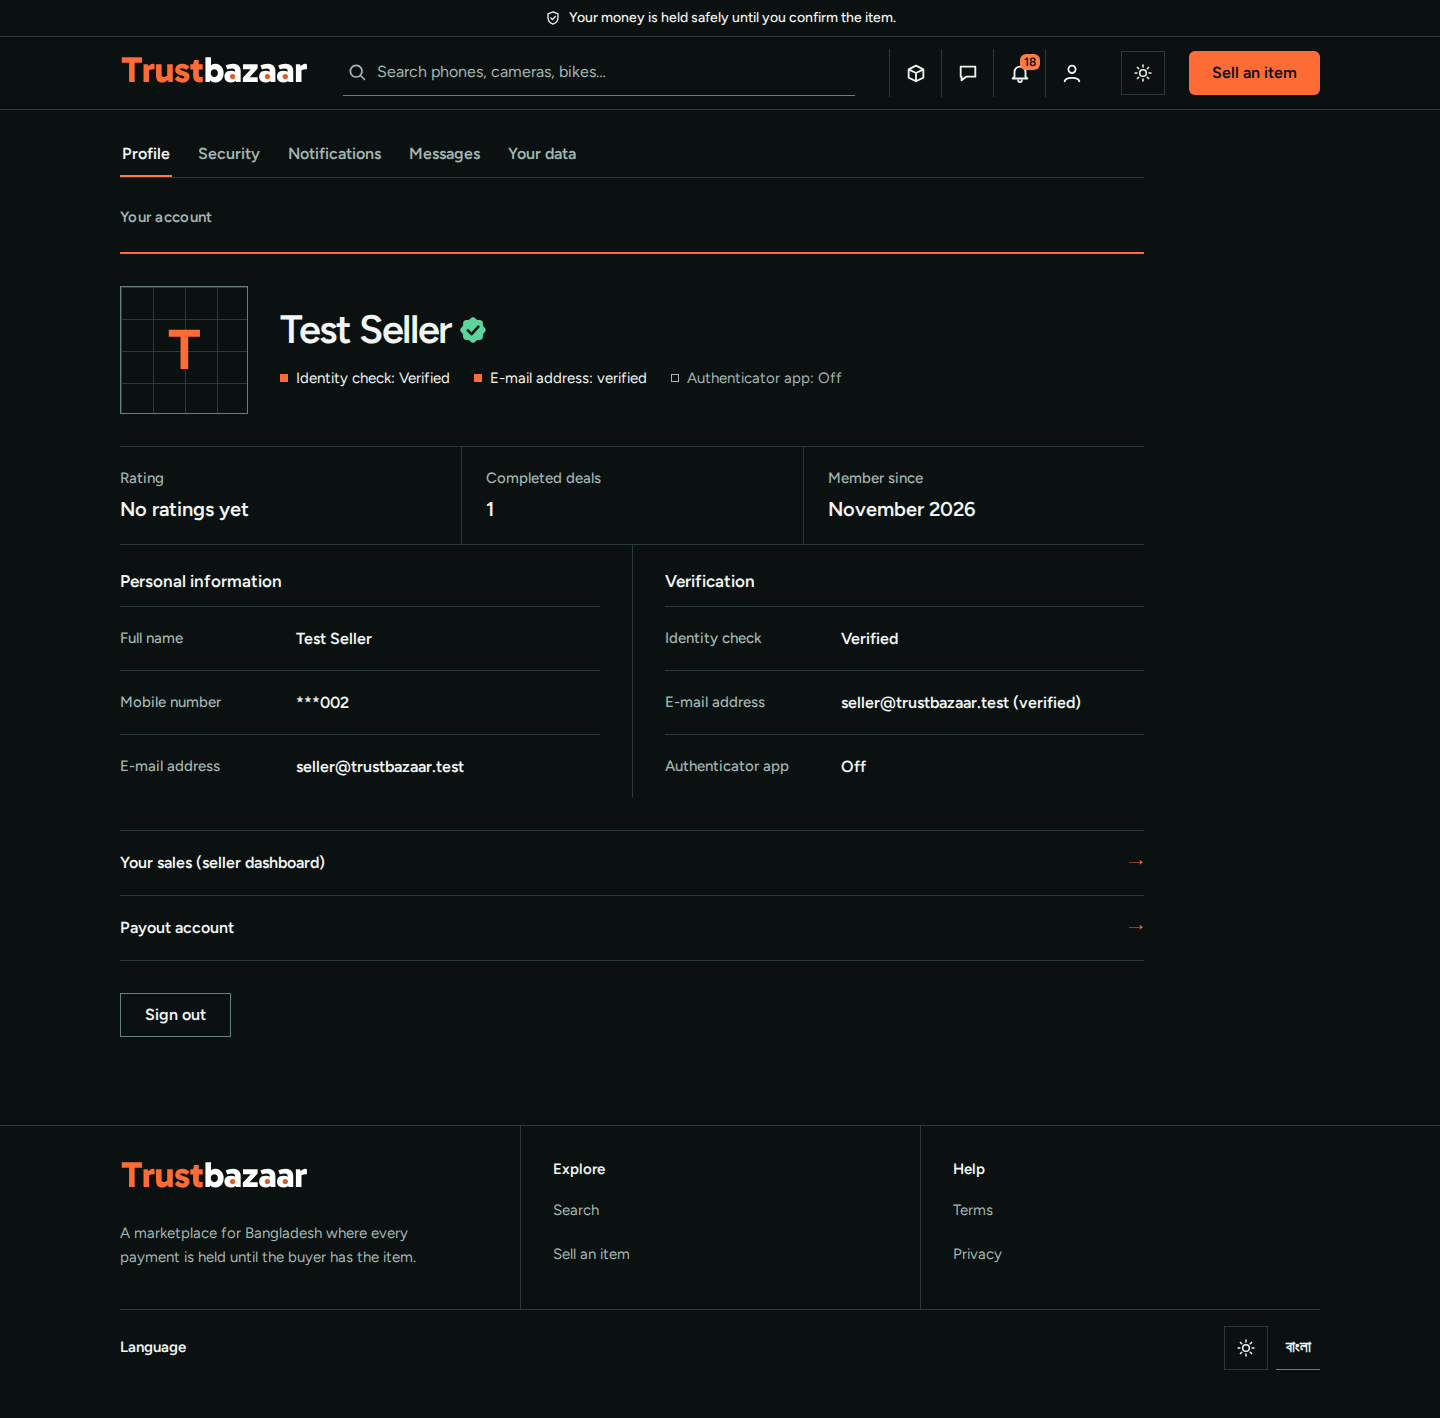 Your money is held safely until you confirm the item.
Trustbazaar
Search phones, cameras, bikes...
18
Sell an item
Profile
Security
Notifications
Messages
Your data
Your account
T
Test Seller
Identity check: Verified
E-mail address: verified
Authenticator app: Off
Rating
No ratings yet
Completed deals
1
Member since
November 2026
Personal information
Full name
Test Seller
Mobile number
***002
E-mail address
seller@trustbazaar.test
Verification
Identity check
Verified
E-mail address
seller@trustbazaar.test (verified)
Authenticator app
Off
Your sales (seller dashboard)
→
Payout account
→
Sign out
Trustbazaar
A marketplace for Bangladesh where every
payment is held until the buyer has the item.
Explore
Search
Sell an item
Help
Terms
Privacy
Language
বাংলা